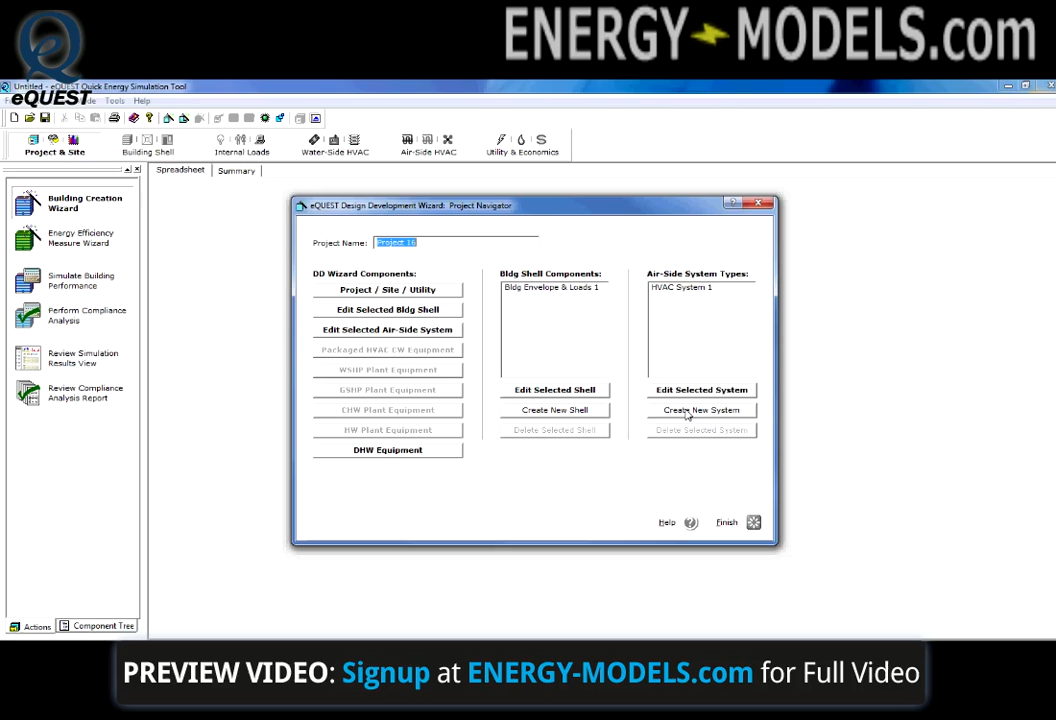 ENERGY MODELS.com
eQUEST
Untitled - eQUEST Quick Energy Simulation Tool
Tools Help
Project & Site
Building Shell
Internal Loads
Water-Side HVAC
Air-Side HVAC
Utility & Economics
Spreadsheet
Summary
Building Creation
Wizard
Energy Efficiency
Measure Wizard
Simulate Building
Performance
Perform Compliance
Analysis
Review Simulation
Results View
Review Compliance
Analysis Report
Actions
Component Tree
eQUEST Design Development Wizard: Project Navigator
Project Name: Project 16
DD Wizard Components:
Project / Site / Utility
Edit Selected Bldg Shell
Edit Selected Air-Side System
Packaged HVAC CW Equipment
WSHP Plant Equipment
GSHP Plant Equipment
CHW Plant Equipment
HW Plant Equipment
DHW Equipment
Bldg Shell Components:
Bldg Envelope & Loads 1
Edit Selected Shell
Create New Shell
Delete Selected Shell
Air-Side System Types:
HVAC System 1
Edit Selected System
Create New System
Delete Selected System
Help
Finish
PREVIEW VIDEO: Signup at ENERGY-MODELS.com for Full Video